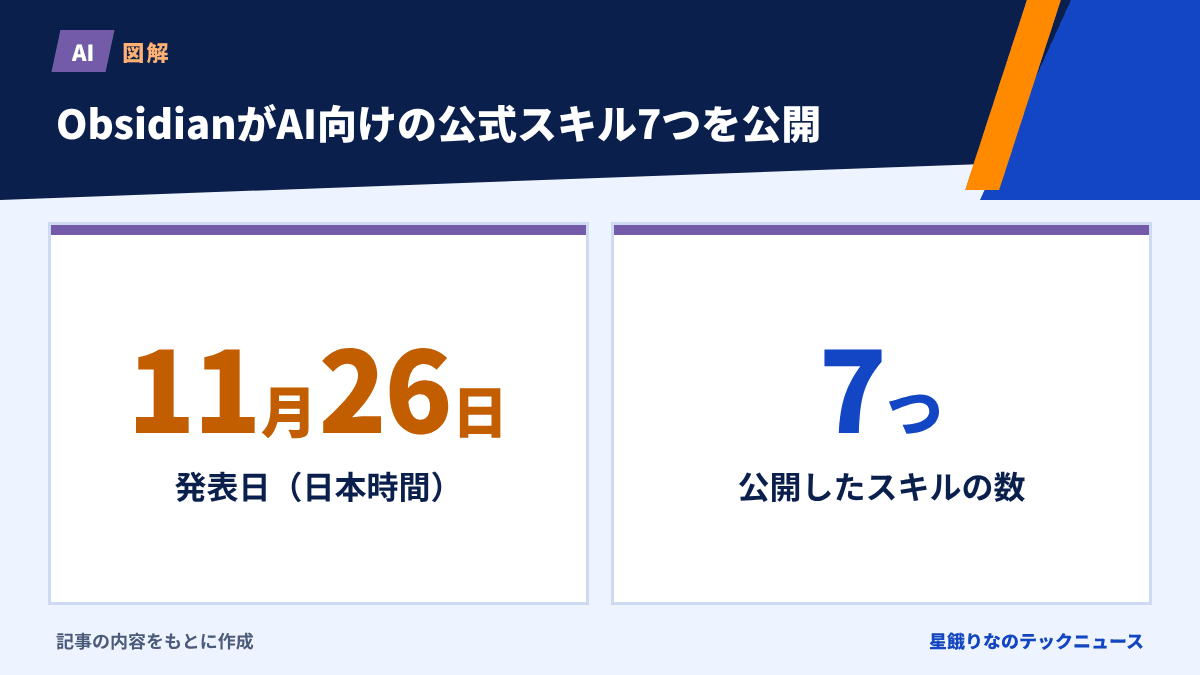 AI 図解
ObsidianがAI向けの公式スキル7つを公開
11月26日
発表日（日本時間）
7つ
公開したスキルの数
記事の内容をもとに作成
星餓りなのテックニュース